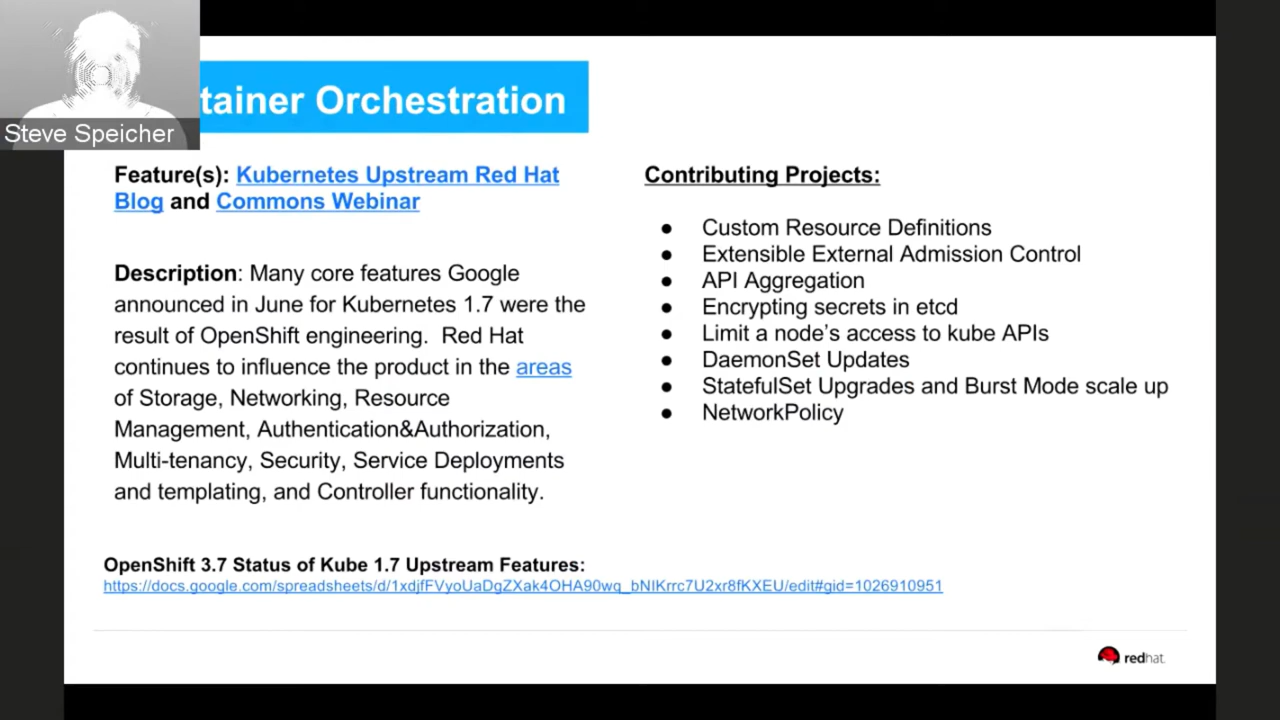 tainer Orchestration
Steve Speicher
Feature(s): Kubernetes Upstream Red Hat
Blog and Commons Webinar
Description: Many core features Google
announced in June for Kubernetes 1.7 were the
result of OpenShift engineering. Red Hat
continues to influence the product in the areas
of Storage, Networking, Resource
Management, Authentication&Authorization,
Multi-tenancy, Security, Service Deployments
and templating, and Controller functionality.
Contributing Projects:
● Custom Resource Definitions
● Extensible External Admission Control
● API Aggregation
● Encrypting secrets in etcd
● Limit a node's access to kube APIs
● DaemonSet Updates
● StatefulSet Upgrades and Burst Mode scale up
● NetworkPolicy
OpenShift 3.7 Status of Kube 1.7 Upstream Features:
https://docs.google.com/spreadsheets/d/1xdjfFVyoUaDgZXak4OHA90wq_bNIKrrc7U2xr8fKXEU/edit#gid=1026910951
redhat.